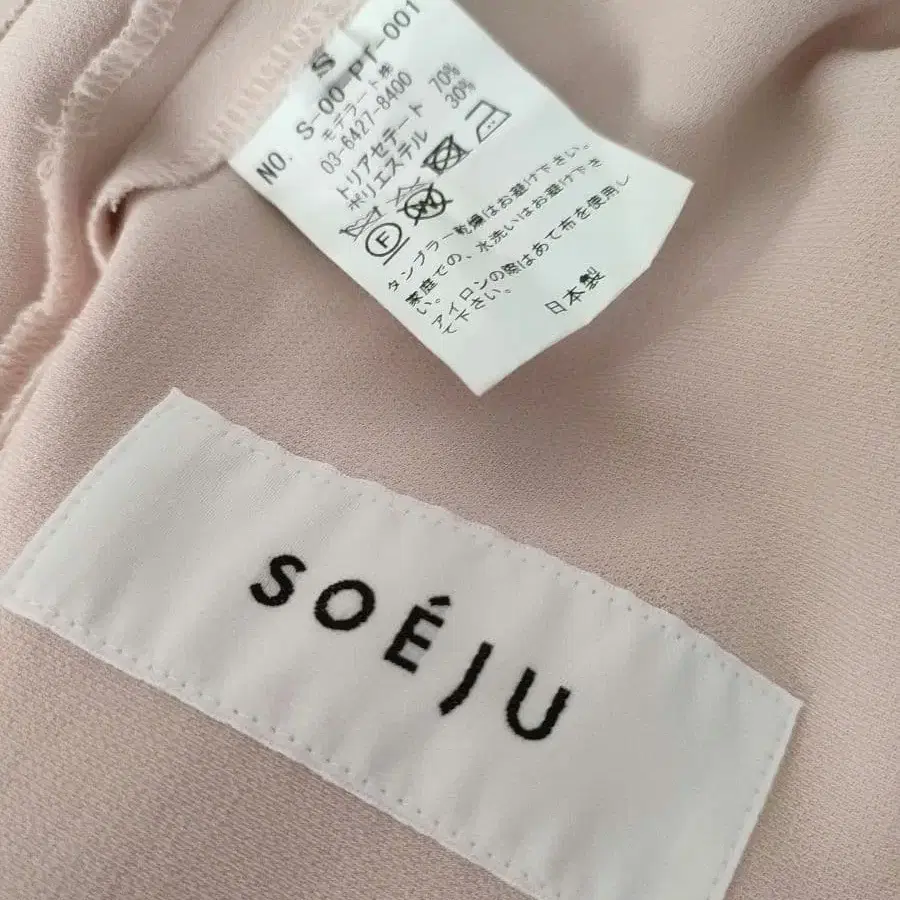 S
NO. S-00-PT-001
モデラート㈱
03-6427-8400
トリアセテート 70%
ポリエステル 30%
F
W
タンブラー乾燥はお避け下さい。
家庭での、水洗いはお避け下さ
い。
アイロンの際はあて布を使用し
て下さい。
日本製
SOÉJU